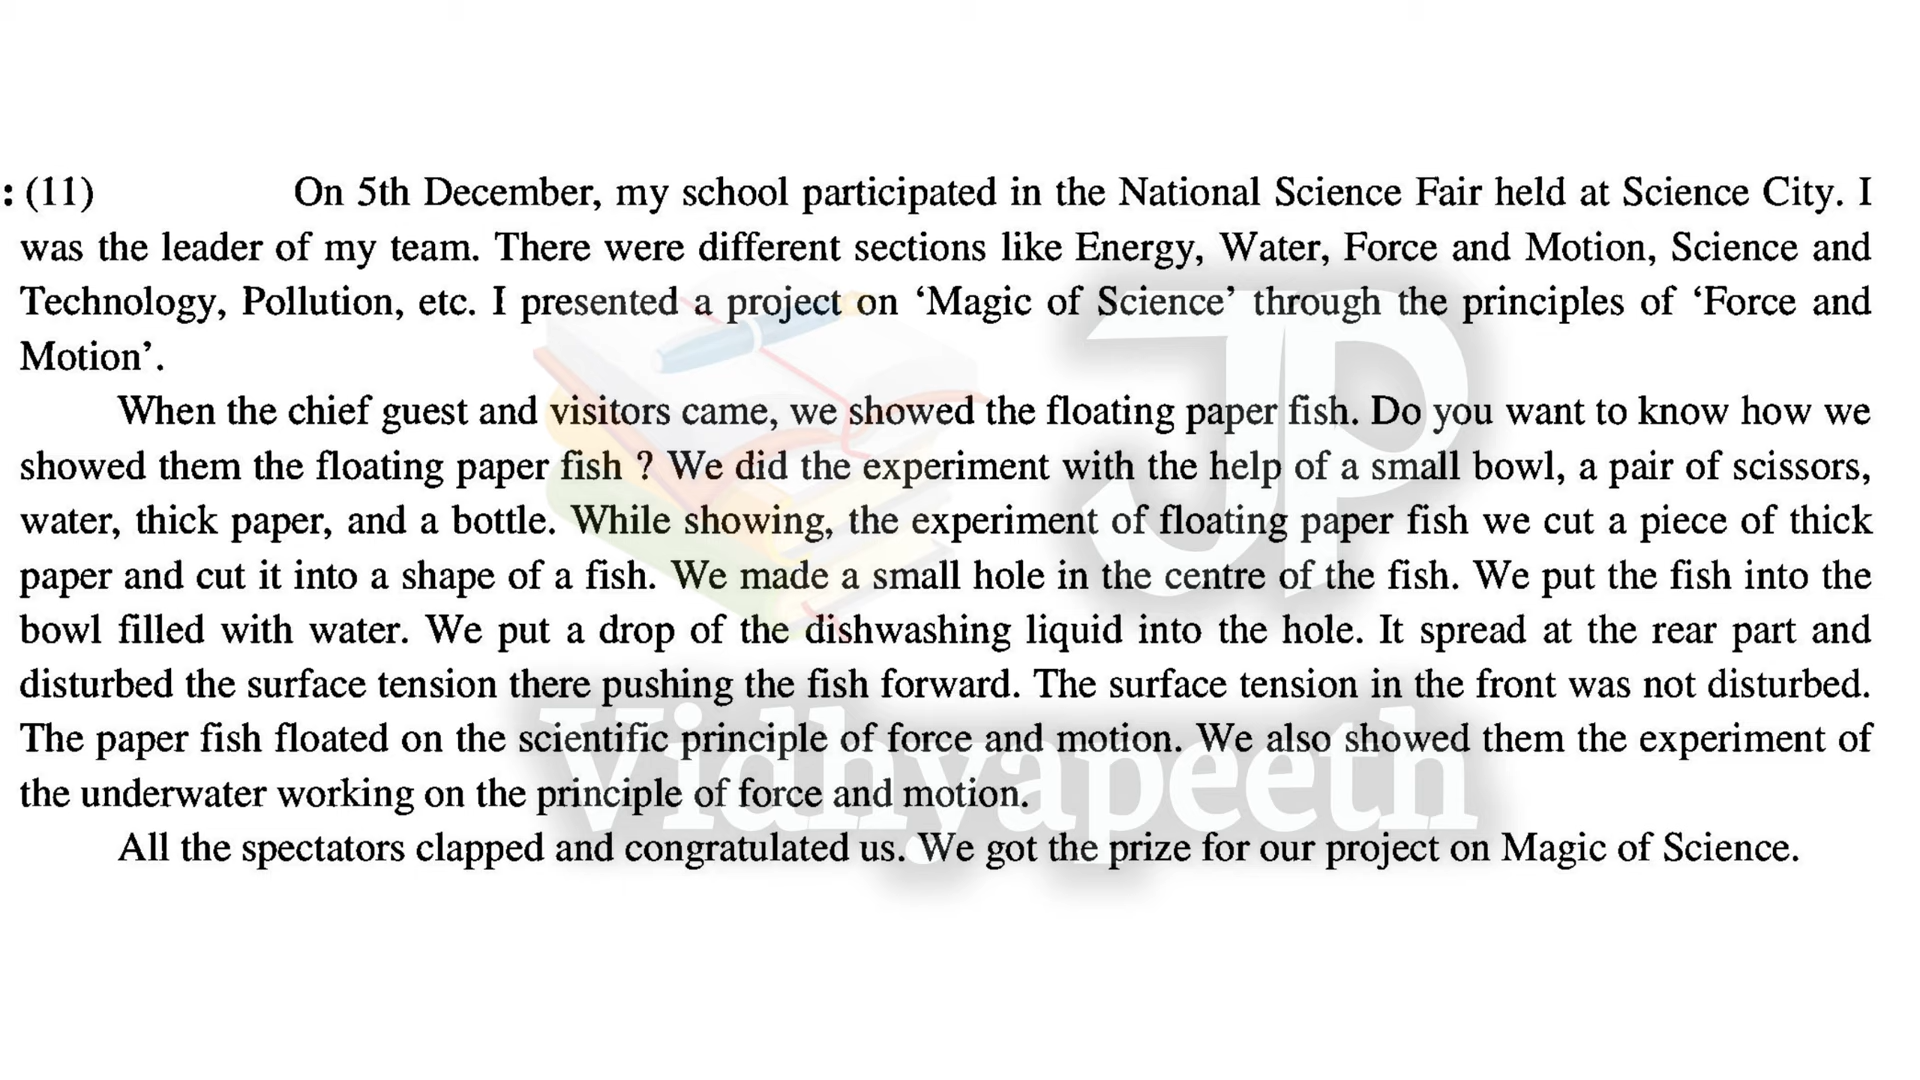 : (11) On 5th December, my school participated in the National Science Fair held at Science City. I
was the leader of my team. There were different sections like Energy, Water, Force and Motion, Science and
Technology, Pollution, etc. I presented a project on ‘Magic of Science’ through the principles of ‘Force and
Motion’.
When the chief guest and visitors came, we showed the floating paper fish. Do you want to know how we
showed them the floating paper fish ? We did the experiment with the help of a small bowl, a pair of scissors,
water, thick paper, and a bottle. While showing, the experiment of floating paper fish we cut a piece of thick
paper and cut it into a shape of a fish. We made a small hole in the centre of the fish. We put the fish into the
bowl filled with water. We put a drop of the dishwashing liquid into the hole. It spread at the rear part and
disturbed the surface tension there pushing the fish forward. The surface tension in the front was not disturbed.
The paper fish floated on the scientific principle of force and motion. We also showed them the experiment of
the underwater working on the principle of force and motion.
All the spectators clapped and congratulated us. We got the prize for our project on Magic of Science.
JP
Vidhyapeeth